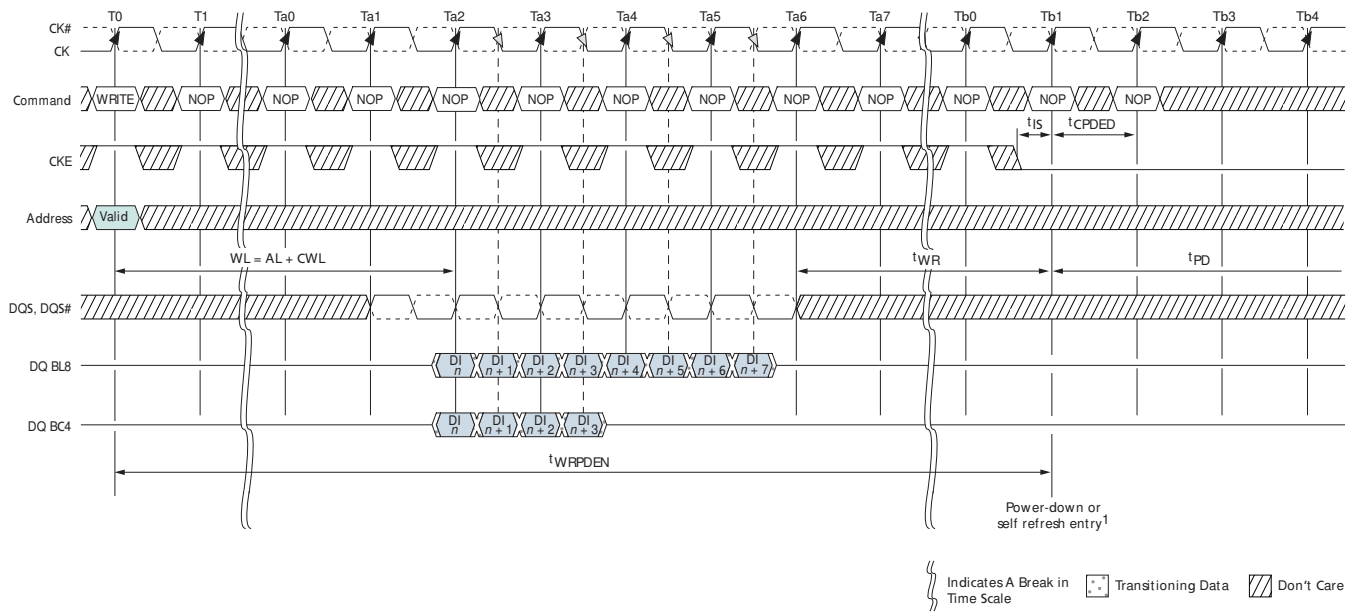 T0 T1 Ta0 Ta1 Ta2 Ta3 Ta4 Ta5 Ta6 Ta7 Tb0 Tb1 Tb2 Tb3 Tb4
CK#
CK
Command WRITE NOP NOP NOP NOP NOP NOP NOP NOP NOP NOP NOP NOP
tIS tCPDED
CKE
Address Valid
WL = AL + CWL tWR tPD
DQS, DQS#
DQ BL8 DI n DI n + 1 DI n + 2 DI n + 3 DI n + 4 DI n + 5 DI n + 6 DI n + 7
DQ BC4 DI n DI n + 1 DI n + 2 DI n + 3
tWRPDEN
Power-down or
self refresh entry1
Indicates A Break in
Time Scale
Transitioning Data
Don't Care